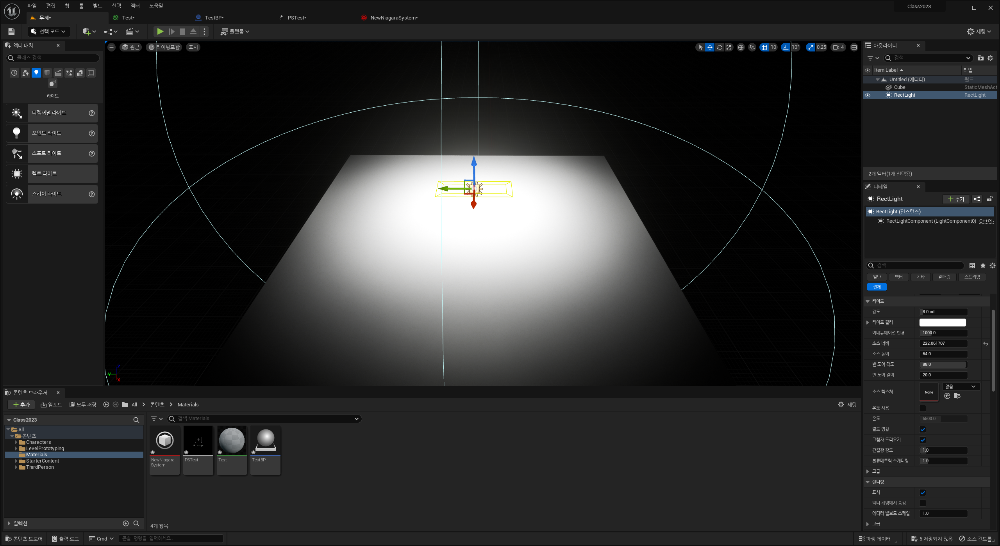 파일 편집 창 툴 빌드 선택 액터 도움말
Class2023
무제* Test* TestBP* PSTest* NewNiagaraSystem*
선택 모드 플랫폼 세팅
액터 배치
클래스 검색
라이트
디렉셔널 라이트
포인트 라이트
스포트 라이트
렉트 라이트
스카이 라이트
원근 라이팅포함 표시
10 10° 0.25 4
Z
Y
X
아웃라이너
검색...
Item Label 타입
Untitled (에디터) 월드
Cube StaticMeshAct
RectLight RectLight
2개 액터(1개 선택됨)
디테일
RectLight 추가
RectLight (인스턴스)
RectLightComponent (LightComponent0) C++에서
검색
일반 액터 기타 렌더링 스트리밍
전체
라이트
강도 8.0 cd
라이트 컬러
어테뉴에이션 반경 1000.0
소스 너비 222.061707
소스 높이 64.0
반 도어 각도 88.0
반 도어 길이 20.0
소스 텍스처 None 없음
온도 사용
온도 6500.0
월드 영향
그림자 드리우기
간접광 강도 1.0
볼류메트릭 스캐터링... 1.0
고급
렌더링
표시
액터 게임에서 숨김
에디터 빌보드 스케일 1.0
고급
콘텐츠 브라우저
추가 임포트 모두 저장 All 콘텐츠 Materials 세팅
Class2023
All
콘텐츠
Characters
LevelPrototyping
Materials
StarterContent
ThirdPerson
컬렉션
검색 Materials
NewNiagara
System
PSTest
Test
TestBP
4개 항목
콘텐츠 드로어 출력 로그 Cmd 콘솔 명령을 입력하세요. 파생 데이터 5 저장되지 않음 소스 컨트롤